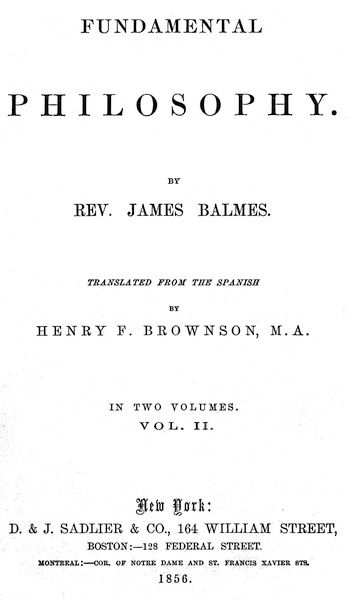 FUNDAMENTAL
PHILOSOPHY.
BY
REV. JAMES BALMES.
TRANSLATED FROM THE SPANISH
BY
HENRY F. BROWNSON, M.A.
IN TWO VOLUMES.
VOL. II.
New York:
D. & J. SADLIER & CO., 164 WILLIAM STREET,
BOSTON:—128 FEDERAL STREET.
MONTREAL:—COR. OF NOTRE DAME AND ST. FRANCIS XAVIER STS.
1856.